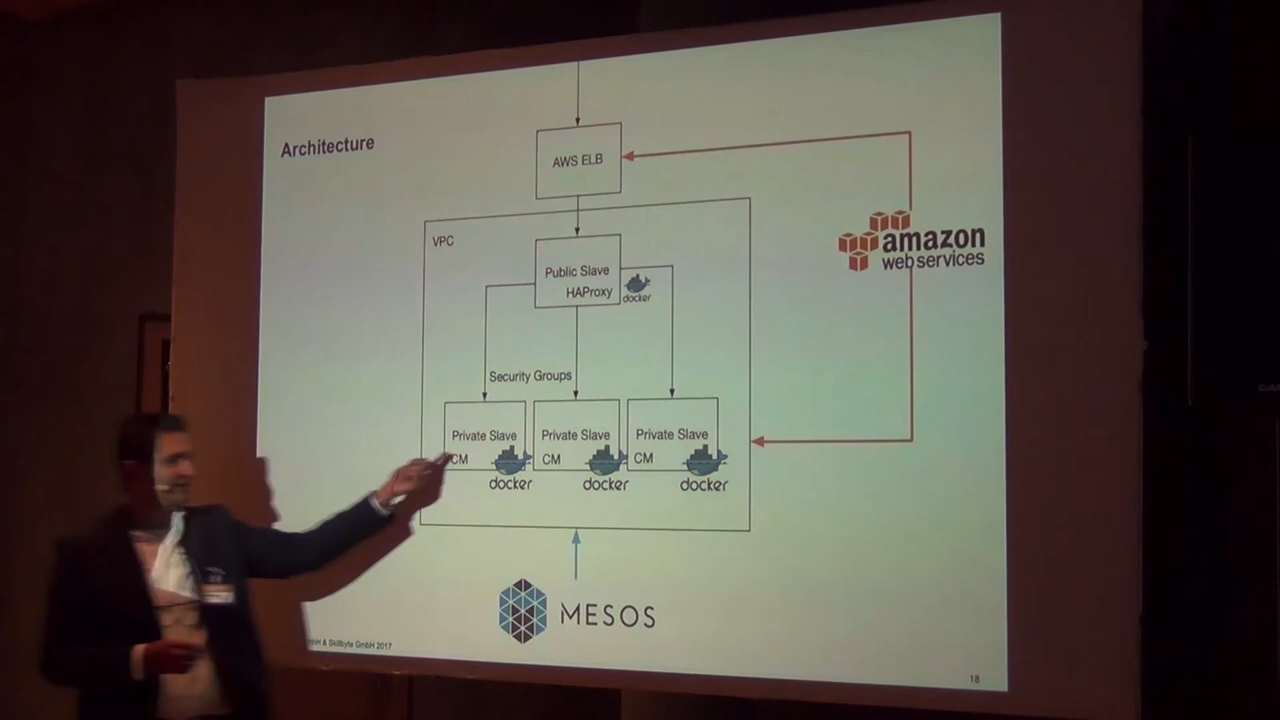 Architecture
AWS ELB
VPC
amazon
web services
Public Slave
HAProxy
docker
Security Groups
Private Slave
CM
docker
Private Slave
CM
docker
Private Slave
CM
docker
MESOS
& Skillbyte GmbH 2017
18